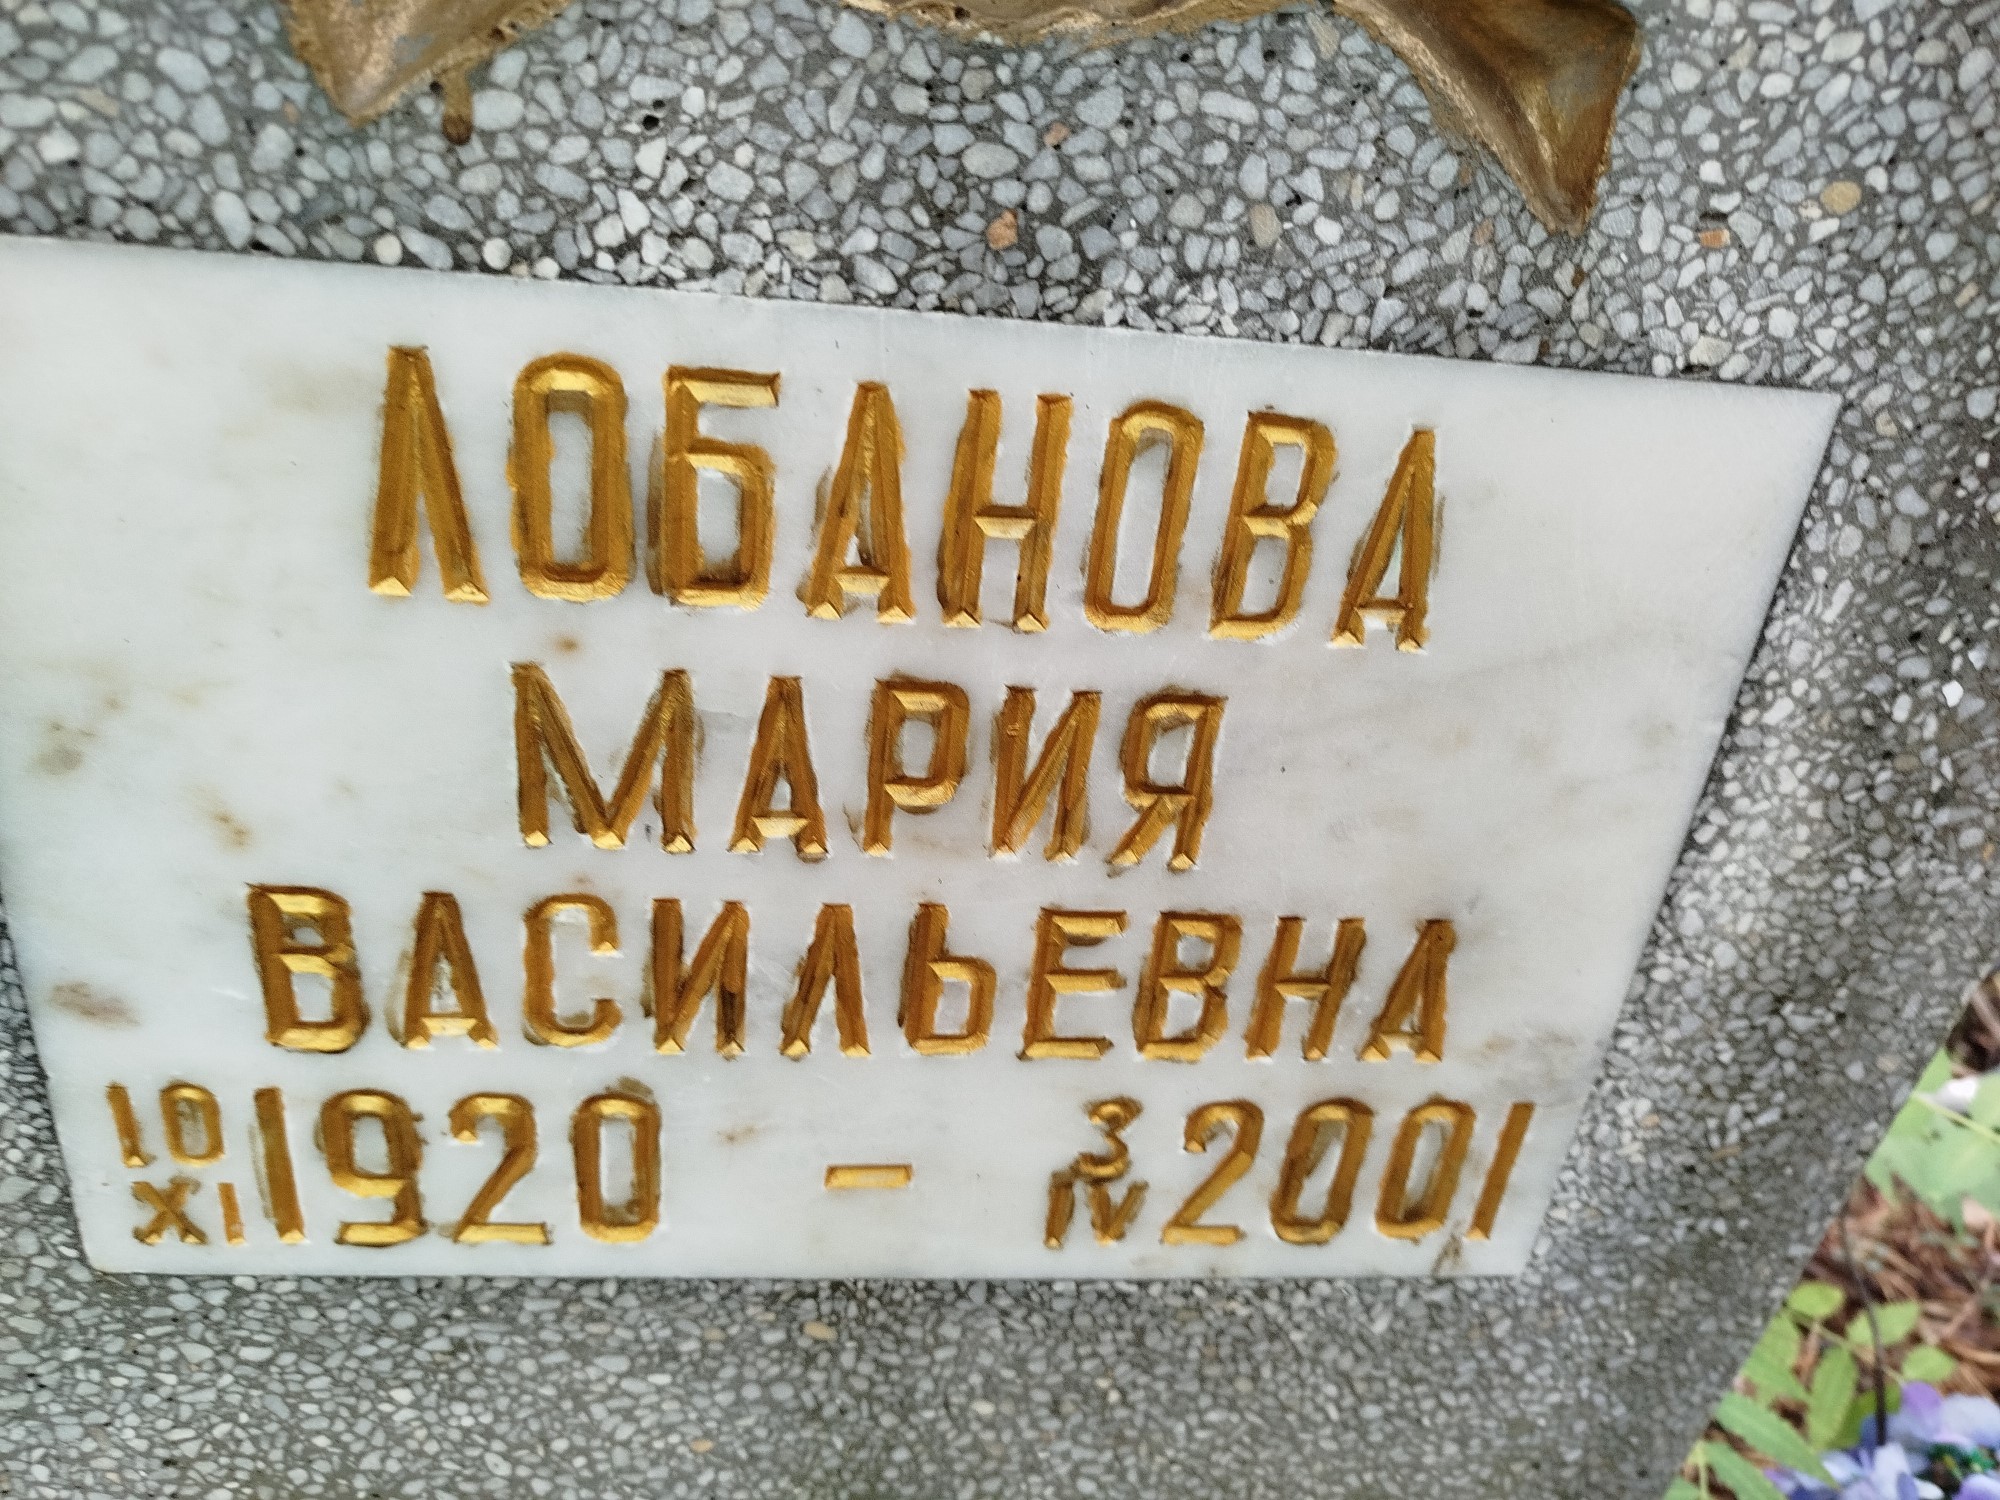 ЛОБАНОВА
МАРИЯ
ВАСИЛЬЕВНА
10 XI 1920 - 3 IV 2001